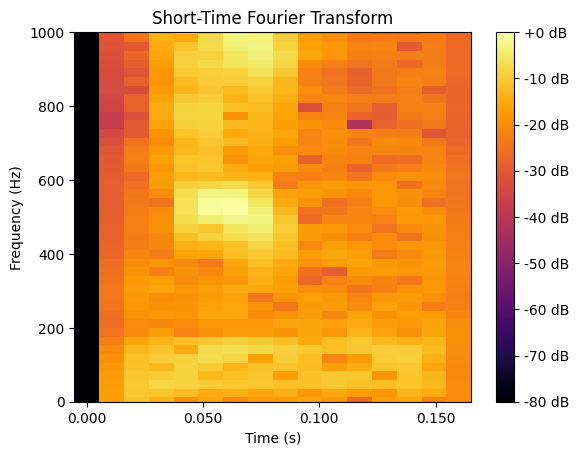 Short-Time Fourier Transform
1000
800
600
400
200
0
Frequency (Hz)
0.000
0.050
0.100
0.150
Time (s)
+0 dB
-10 dB
-20 dB
-30 dB
-40 dB
-50 dB
-60 dB
-70 dB
-80 dB